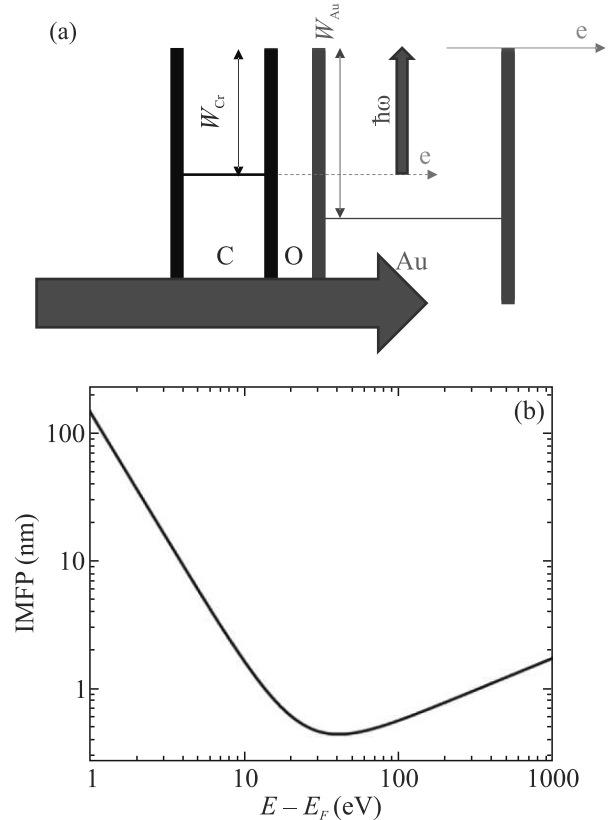 (a)
W_Cr
W_Au
ħω
e
e
C
O
Au
(b)
IMFP (nm)
100
10
1
1
10
100
1000
E – E_F (eV)